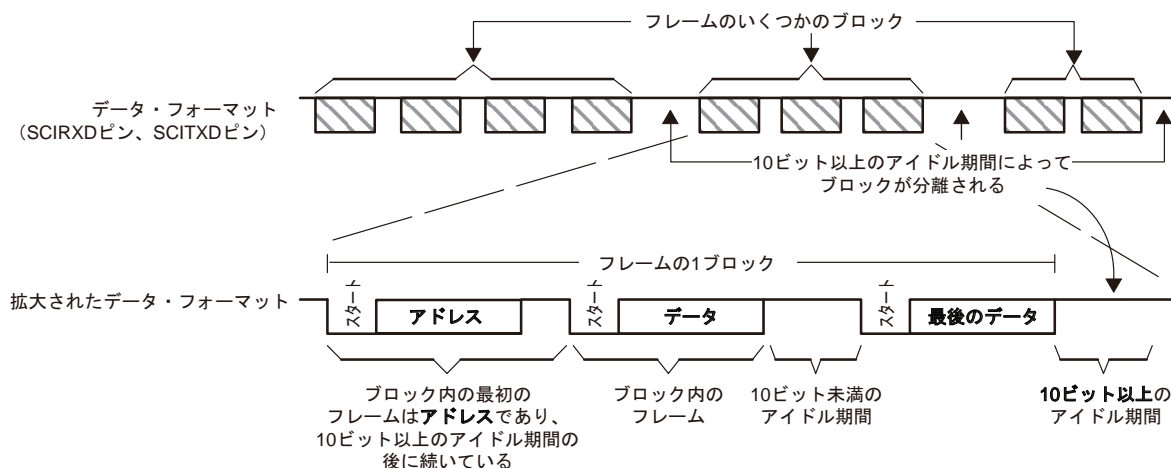 フレームのいくつかのブロック
データ・フォーマット
（SCIRXDピン、SCITXDピン）
10ビット以上のアイドル期間によって
ブロックが分離される
フレームの1ブロック
拡大されたデータ・フォーマット
スタート
アドレス
スタート
データ
スタート
最後のデータ
ブロック内の最初の
フレームはアドレスであり、
10ビット以上のアイドル期間の
後に続いている
ブロック内の
フレーム
10ビット未満の
アイドル期間
10ビット以上の
アイドル期間